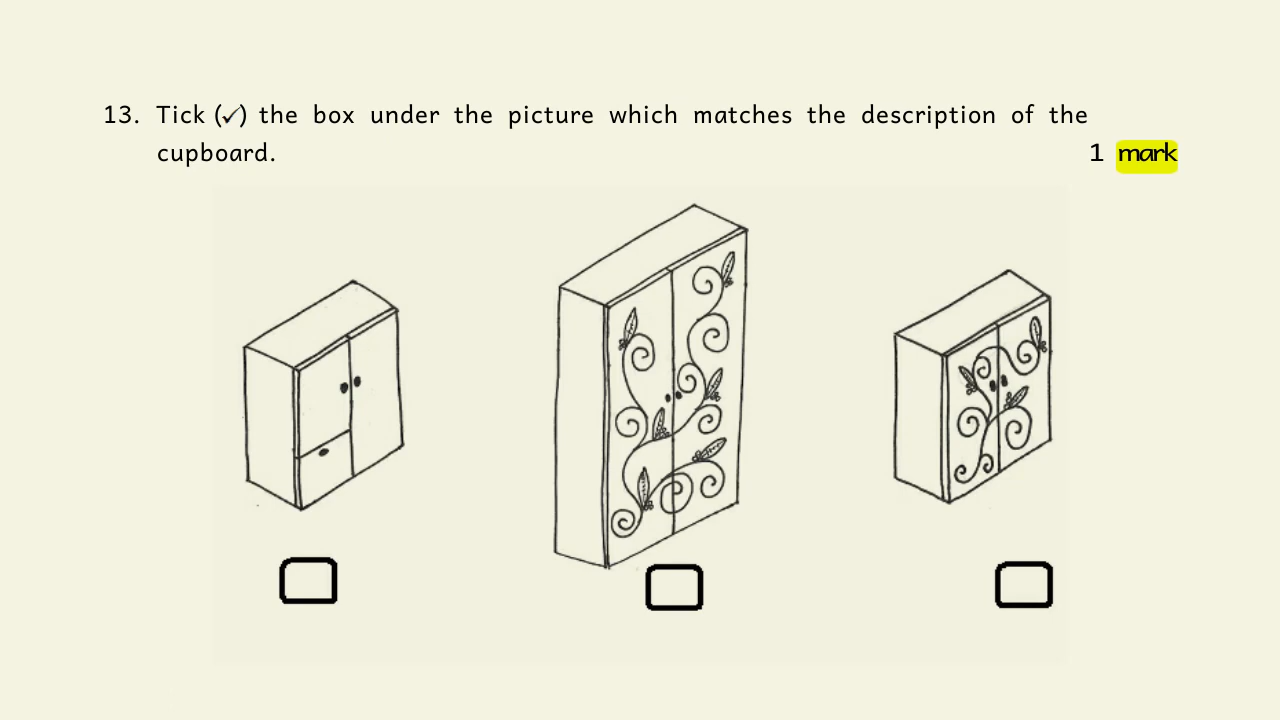 13. Tick (✓) the box under the picture which matches the description of the
cupboard.
1 mark